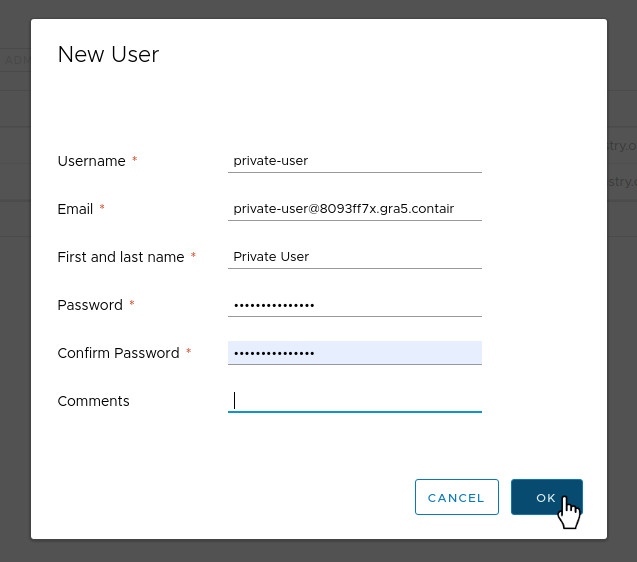 New User
Username *
private-user
Email *
private-user@8093ff7x.gra5.contair
First and last name *
Private User
Password *
•••••••••••••••
Confirm Password *
•••••••••••••••
Comments
CANCEL
OK